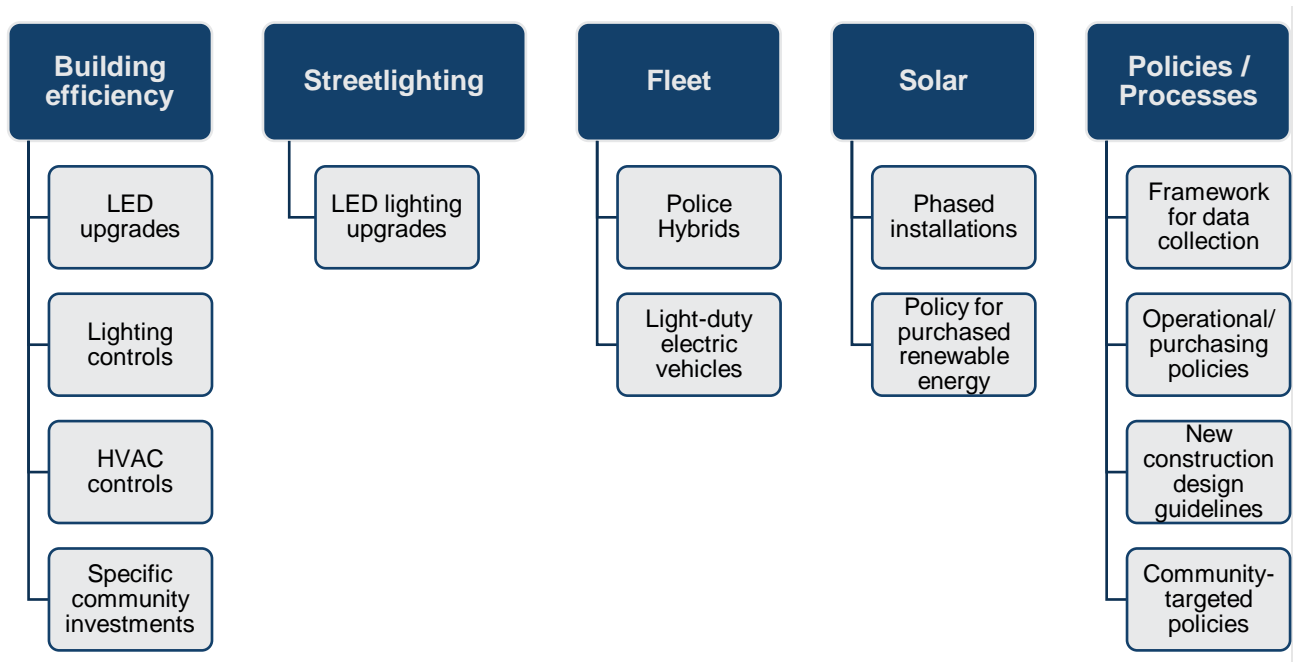 Building
efficiency
LED
upgrades
Lighting
controls
HVAC
controls
Specific
community
investments
Streetlighting
LED lighting
upgrades
Fleet
Police
Hybrids
Light-duty
electric
vehicles
Solar
Phased
installations
Policy for
purchased
renewable
energy
Policies /
Processes
Framework
for data
collection
Operational/
purchasing
policies
New
construction
design
guidelines
Community-
targeted
policies